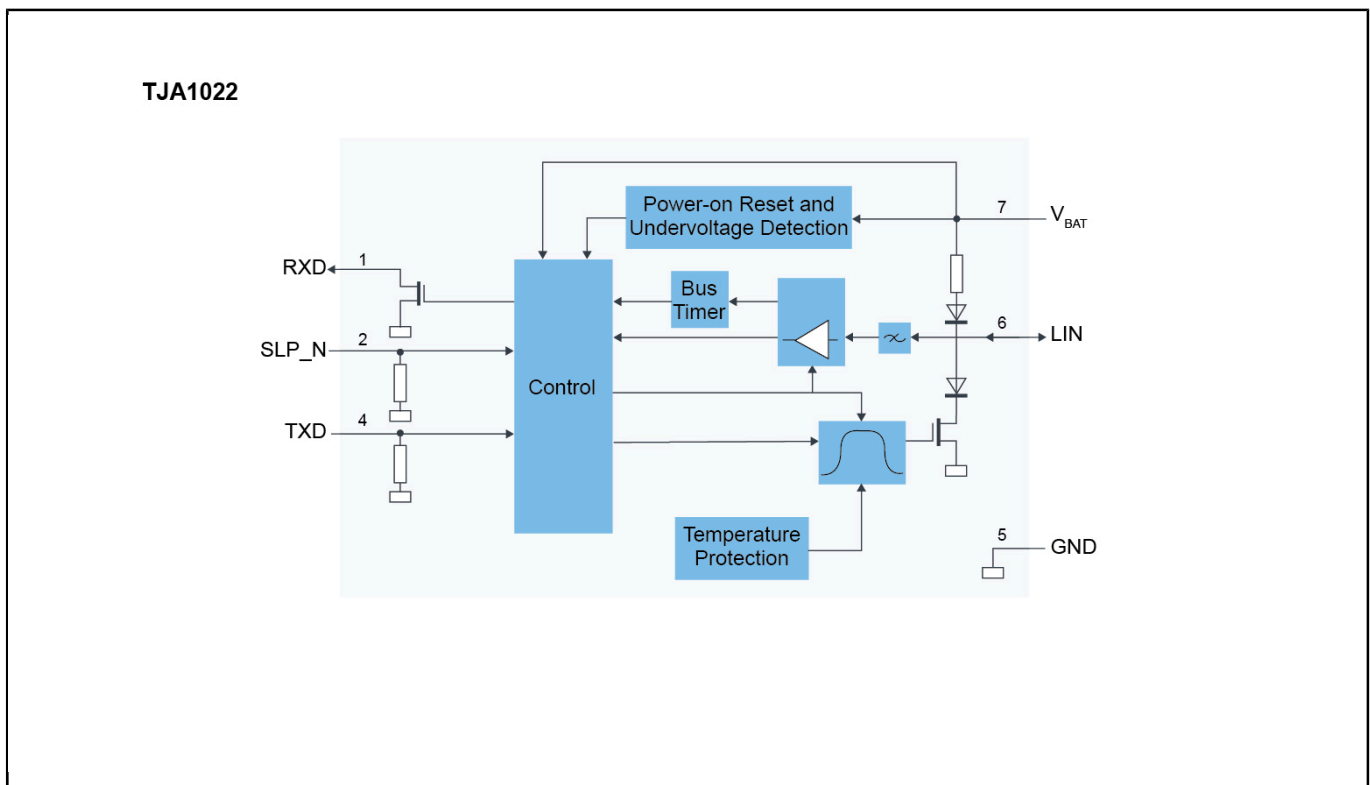 TJA1022
Power-on Reset and
Undervoltage Detection
7
V_BAT
RXD
1
Bus
Timer
6
LIN
SLP_N
2
Control
TXD
4
Temperature
Protection
5
GND